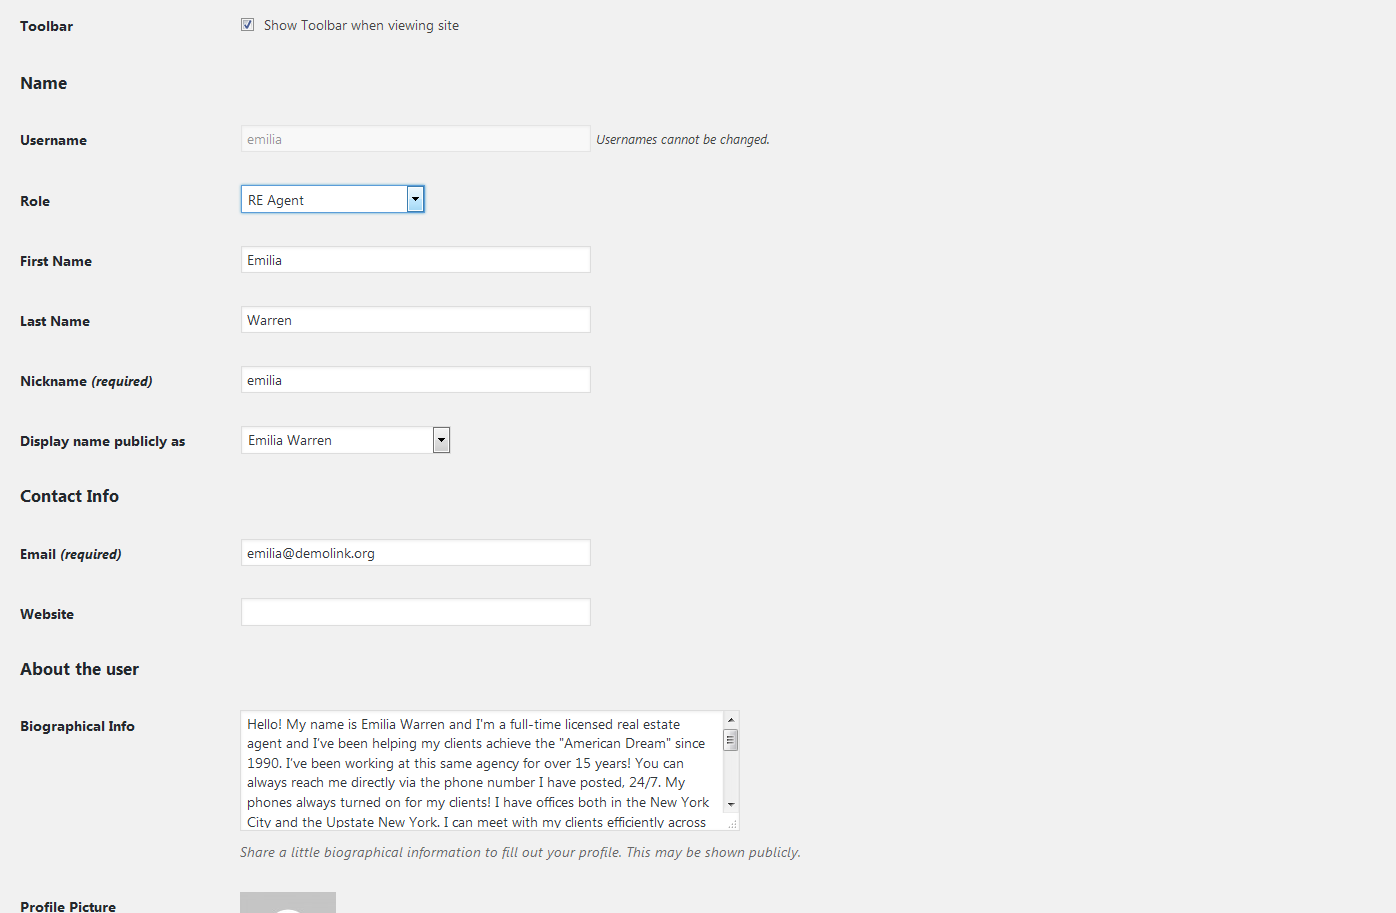 Toolbar Show Toolbar when viewing site
Name
Username emilia Usernames cannot be changed.
Role RE Agent
First Name Emilia
Last Name Warren
Nickname (required) emilia
Display name publicly as Emilia Warren
Contact Info
Email (required) emilia@demolink.org
Website
About the user
Biographical Info
Hello! My name is Emilia Warren and I'm a full-time licensed real estate
agent and I've been helping my clients achieve the "American Dream" since
1990. I've been working at this same agency for over 15 years! You can
always reach me directly via the phone number I have posted, 24/7. My
phones always turned on for my clients! I have offices both in the New York
City and the Upstate New York. I can meet with my clients efficiently across
Share a little biographical information to fill out your profile. This may be shown publicly.
Profile Picture